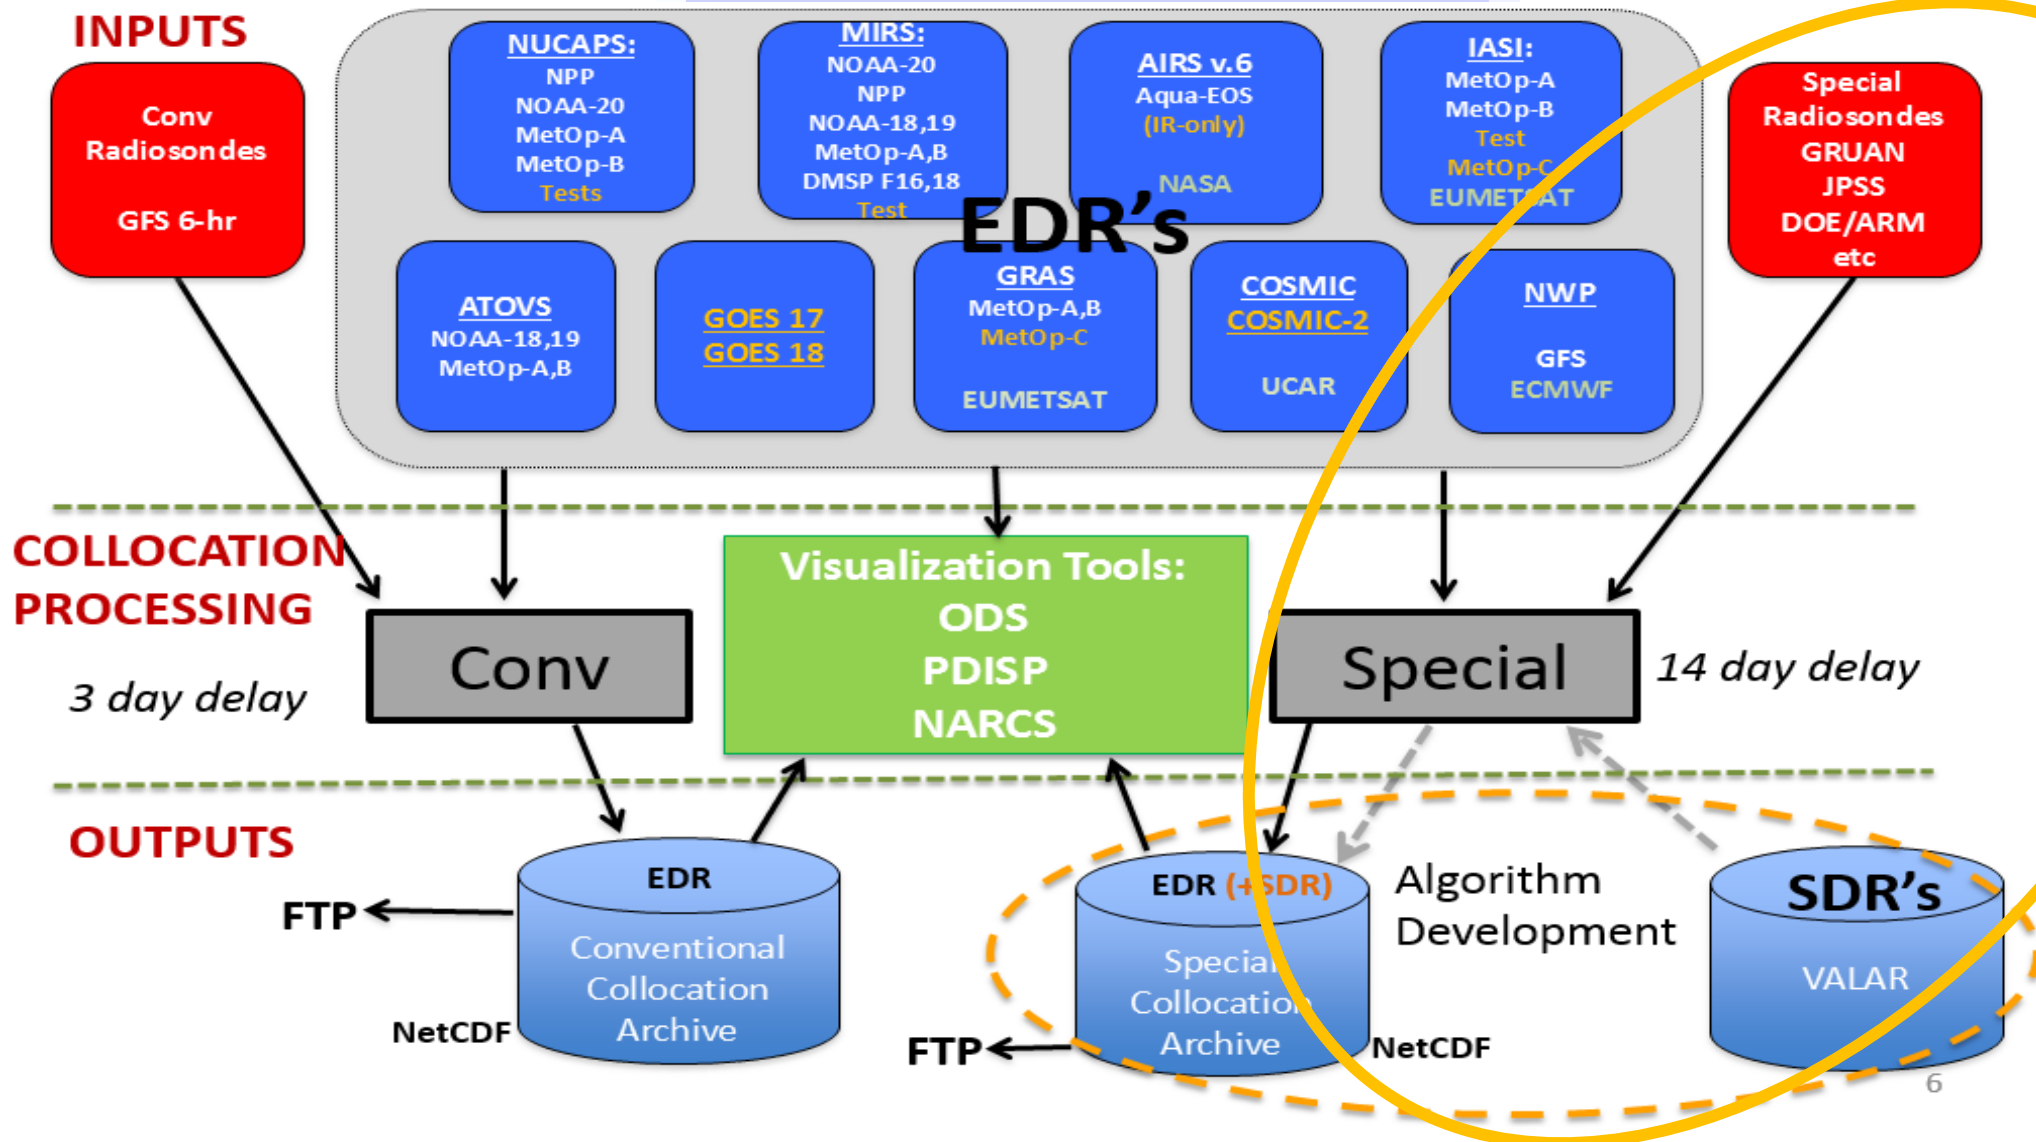 INPUTS
Conv
Radiosondes
GFS 6-hr
NUCAPS:
NPP
NOAA-20
MetOp-A
MetOp-B
Tests
MIRS:
NOAA-20
NPP
NOAA-18,19
MetOp-A,B
DMSP F16,18
Test
AIRS v.6
Aqua-EOS
(IR-only)
NASA
IASI:
MetOp-A
MetOp-B
Test
MetOp-C
EUMETSAT
Special
Radiosondes
GRUAN
JPSS
DOE/ARM
etc
EDR's
ATOVS
NOAA-18,19
MetOp-A,B
GOES 17
GOES 18
GRAS
MetOp-A,B
MetOp-C
EUMETSAT
COSMIC
COSMIC-2
UCAR
NWP
GFS
ECMWF
COLLOCATION
PROCESSING
3 day delay
Conv
Visualization Tools:
ODS
PDISP
NARCS
Special
14 day delay
OUTPUTS
FTP
EDR
Conventional
Collocation
Archive
NetCDF
EDR (+SDR)
Special
Collocation
Archive
FTP
NetCDF
Algorithm
Development
SDR's
VALAR
6